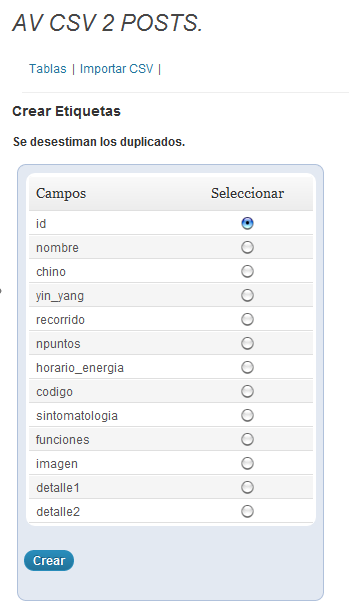 AV CSV 2 POSTS.
Tablas | Importar CSV |
Crear Etiquetas
Se desestiman los duplicados.
Campos Seleccionar
id
nombre
chino
yin_yang
recorrido
npuntos
horario_energia
codigo
sintomatologia
funciones
imagen
detalle1
detalle2
Crear